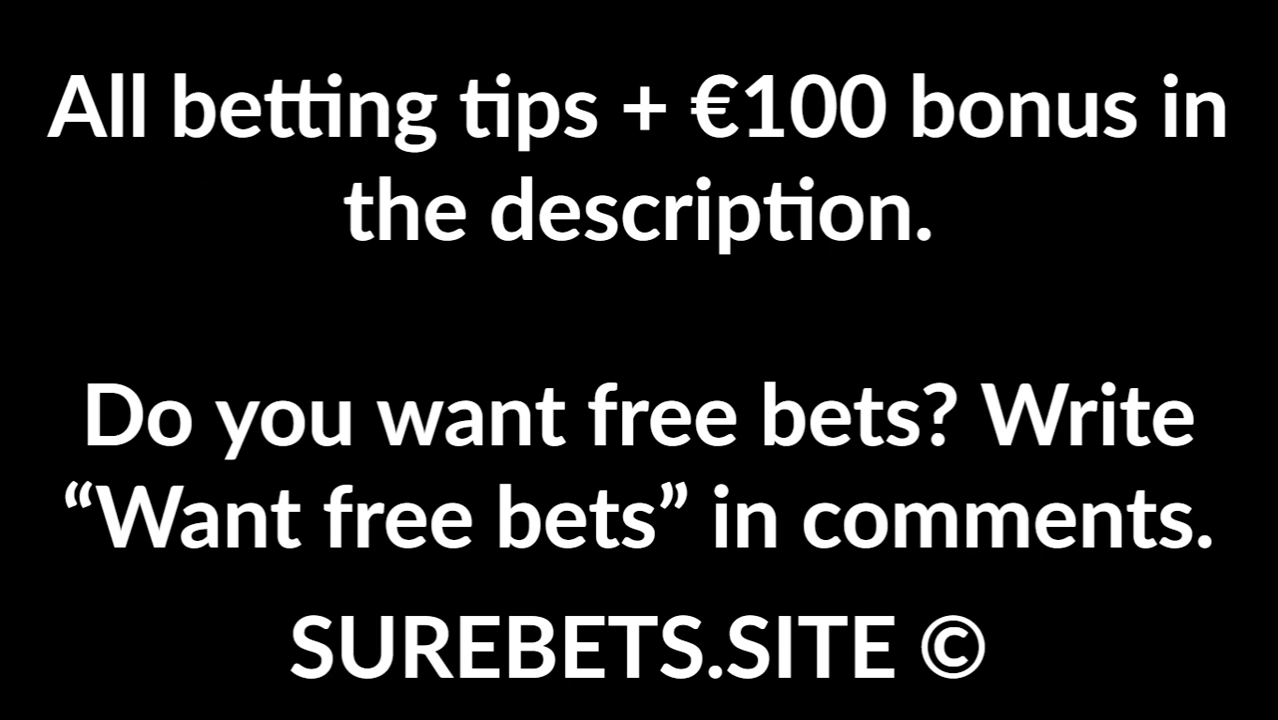 All betting tips + €100 bonus in
the description.
Do you want free bets? Write
“Want free bets” in comments.
SUREBETS.SITE ©